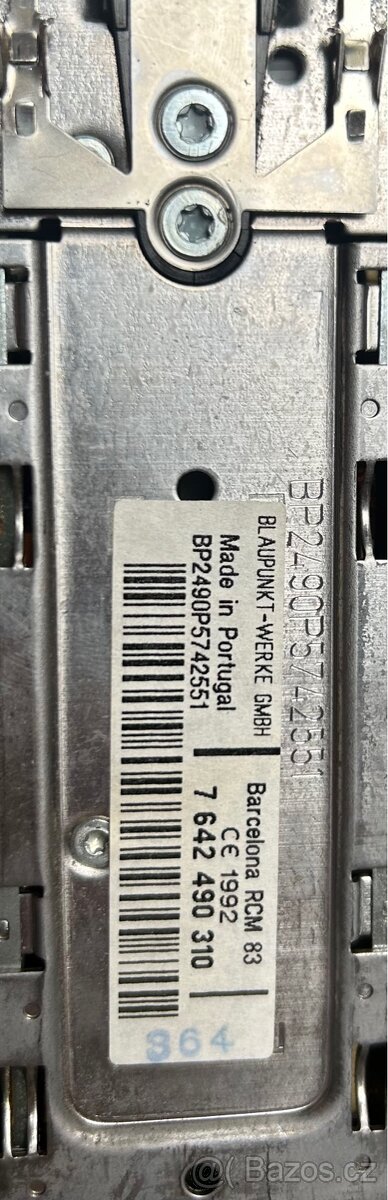 BP2490P5742551
BLAUPUNKT-WERKE GMBH
Made in Portugal
BP2490P5742551
Barcelona RCM 83
CE 1992
7 642 490 310
364
@ Bazoš.cz